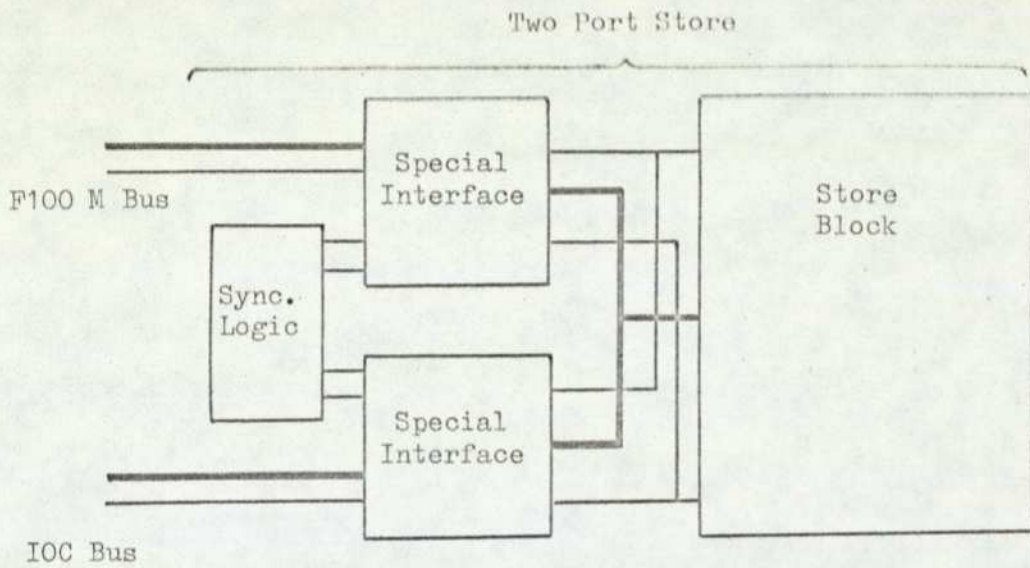 Two Port Store
Special
Interface
Store
Block
F100 M Bus
Sync.
Logic
Special
Interface
IOC Bus